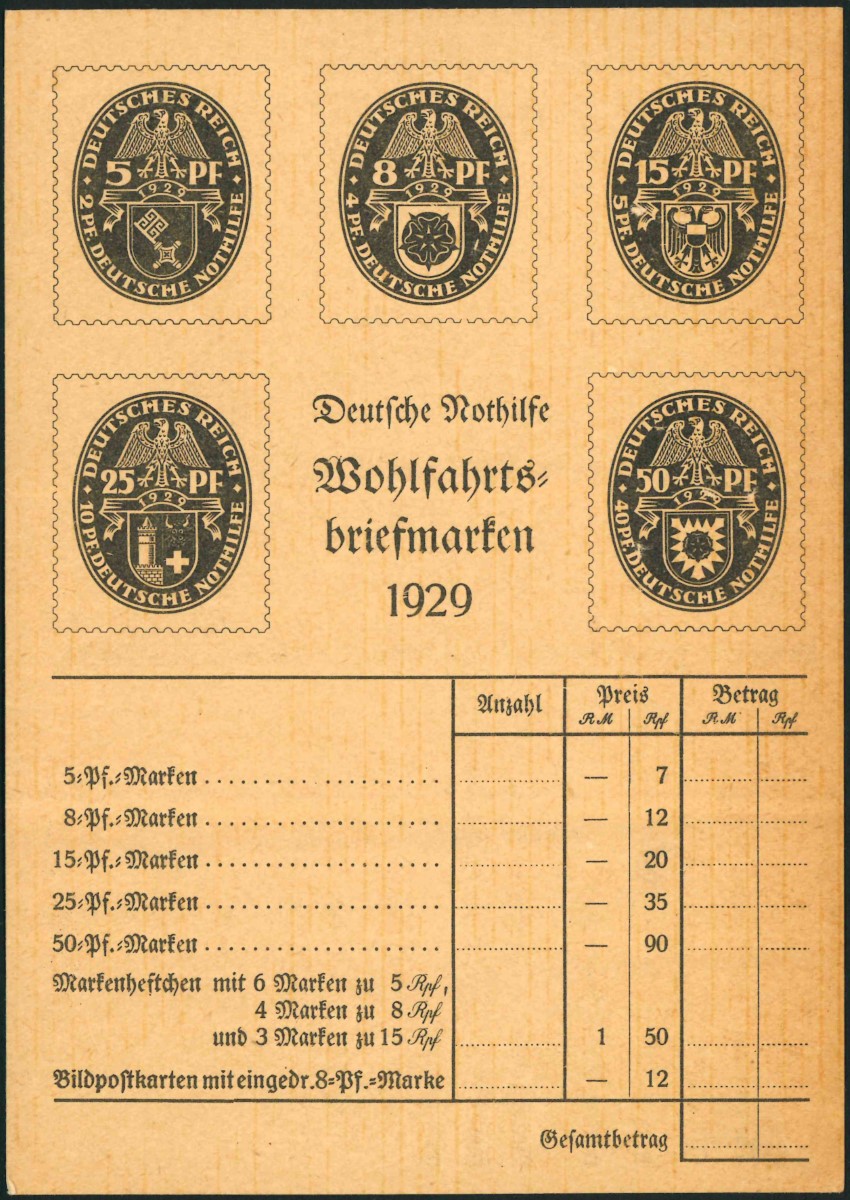 DEUTSCHES REICH
5 PF
1929
2 PF. DEUTSCHE NOTHILFE
DEUTSCHES REICH
8 PF
1929
4 PF. DEUTSCHE NOTHILFE
DEUTSCHES REICH
15 PF
1929
5 PF. DEUTSCHE NOTHILFE
DEUTSCHES REICH
25 PF
1929
10 PF. DEUTSCHE NOTHILFE
Deutſche Nothilfe
Wohlfahrts-
briefmarken
1929
DEUTSCHES REICH
50 PF
1929
40 PF. DEUTSCHE NOTHILFE
Anzahl Preis Betrag
RM Rpf RM Rpf
5-Pf.-Marken .................... — 7
8-Pf.-Marken .................... — 12
15-Pf.-Marken .................... — 20
25-Pf.-Marken .................... — 35
50-Pf.-Marken .................... — 90
Markenheftchen mit 6 Marken zu 5 Rpf,
4 Marken zu 8 Rpf
und 3 Marken zu 15 Rpf 1 50
Bildpoſtkarten mit eingedr. 8-Pf.-Marke — 12
Geſamtbetrag